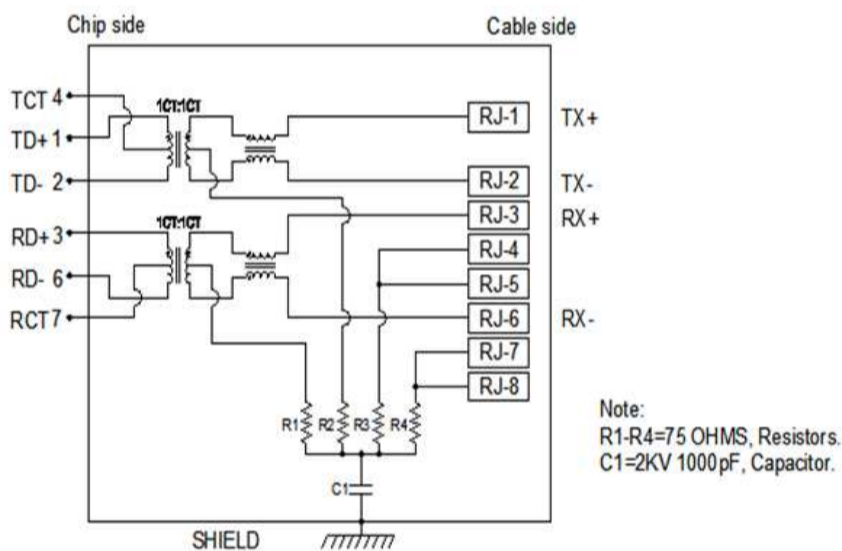 Chip side
Cable side
TCT 4
1CT:1CT
RJ-1 TX+
TD+ 1
TD- 2
RJ-2 TX-
RJ-3 RX+
1CT:1CT
RD+ 3
RJ-4
RD- 6
RJ-5
RCT 7
RJ-6 RX-
RJ-7
RJ-8
R1 R2 R3 R4
Note:
R1-R4=75 OHMS, Resistors.
C1=2KV 1000pF, Capacitor.
C1
SHIELD